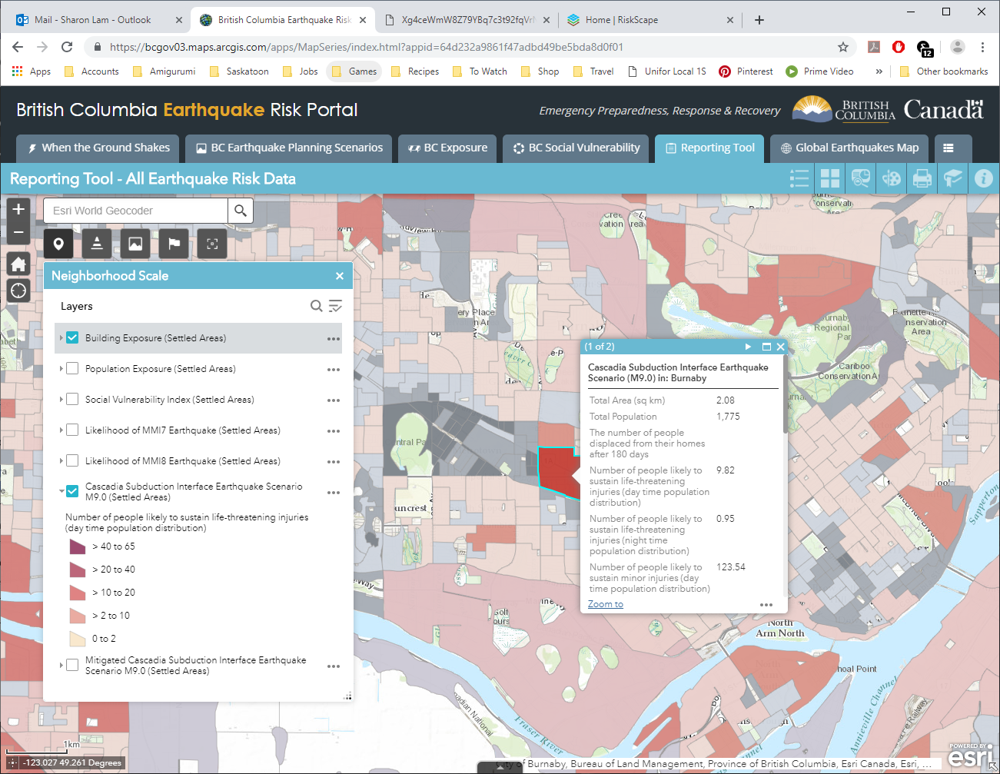 Mail - Sharon Lam - Outlook
British Columbia Earthquake Risk
Xg4ceWmW8Z79YBq7c3t92fqVrN
Home | RiskScape
https://bcgov03.maps.arcgis.com/apps/MapSeries/index.html?appid=64d232a9861f47adbd49be5bda8d0f01
12
Apps
Accounts
Amigurumi
Saskatoon
Jobs
Games
Recipes
To Watch
Shop
Travel
Unifor Local 1S
Pinterest
Prime Video
»
Other bookmarks
British Columbia Earthquake Risk Portal
Emergency Preparedness, Response & Recovery
BRITISH
COLUMBIA
Canada
When the Ground Shakes
BC Earthquake Planning Scenarios
BC Exposure
BC Social Vulnerability
Reporting Tool
Global Earthquakes Map
Reporting Tool - All Earthquake Risk Data
Esri World Geocoder
Neighborhood Scale
Layers
Building Exposure (Settled Areas)
Population Exposure (Settled Areas)
Social Vulnerability Index (Settled Areas)
Likelihood of MMI7 Earthquake (Settled Areas)
Likelihood of MMI8 Earthquake (Settled Areas)
Cascadia Subduction Interface Earthquake Scenario
M9.0 (Settled Areas)
Number of people likely to sustain life-threatening injuries
(day time population distribution)
> 40 to 65
> 20 to 40
> 10 to 20
> 2 to 10
0 to 2
Mitigated Cascadia Subduction Interface Earthquake
Scenario M9.0 (Settled Areas)
(1 of 2)
Cascadia Subduction Interface Earthquake
Scenario (M9.0) in: Burnaby
Total Area (sq km) 2.08
Total Population 1,775
The number of people
displaced from their homes
after 180 days
Number of people likely to 9.82
sustain life-threatening
injuries (day time population
distribution)
Number of people likely to 0.95
sustain life-threatening
injuries (night time
population distribution)
Number of people likely to 123.54
sustain minor injuries (day
time population distribution)
Zoom to
Burnaby
Regional
Cariboo
Conservation A
Area
ntral Pa
uncrest
Golf
North
Arm North
hoal Point
Sapperton
Annieville Channel
Fraser River
nadian National
Railway
1km
-123.027 49.261 Degrees
City of Burnaby, Bureau of Land Management, Province of British Columbia, Esri Canada, Esri, ...
POWERED BY
esri